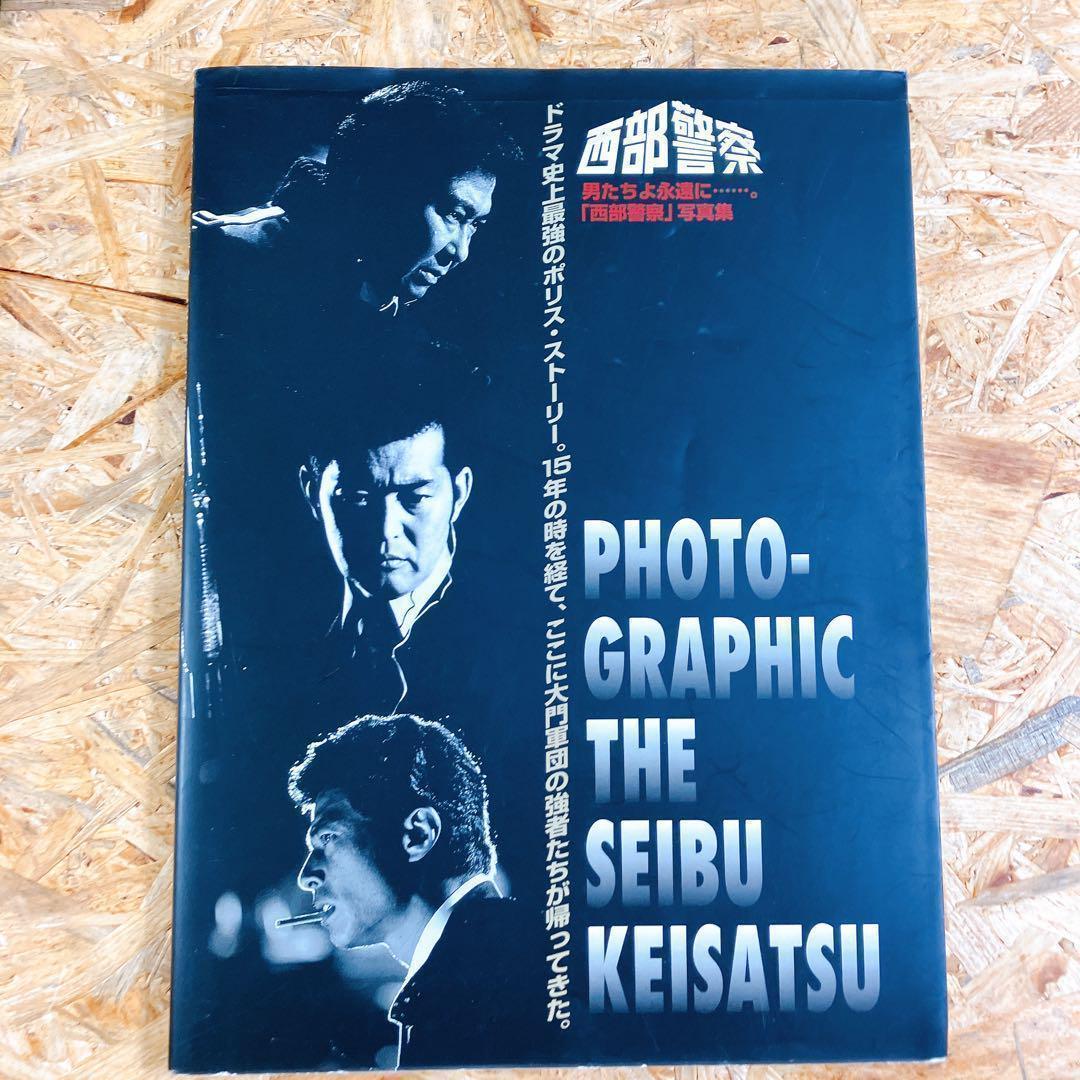 西部警察
男たちよ永遠に……。
「西部警察」写真集
ドラマ史上最強のポリス・ストーリー。15年の時を経て、ここに大門軍団の強者たちが帰ってきた。
PHOTO-
GRAPHIC
THE
SEIBU
KEISATSU